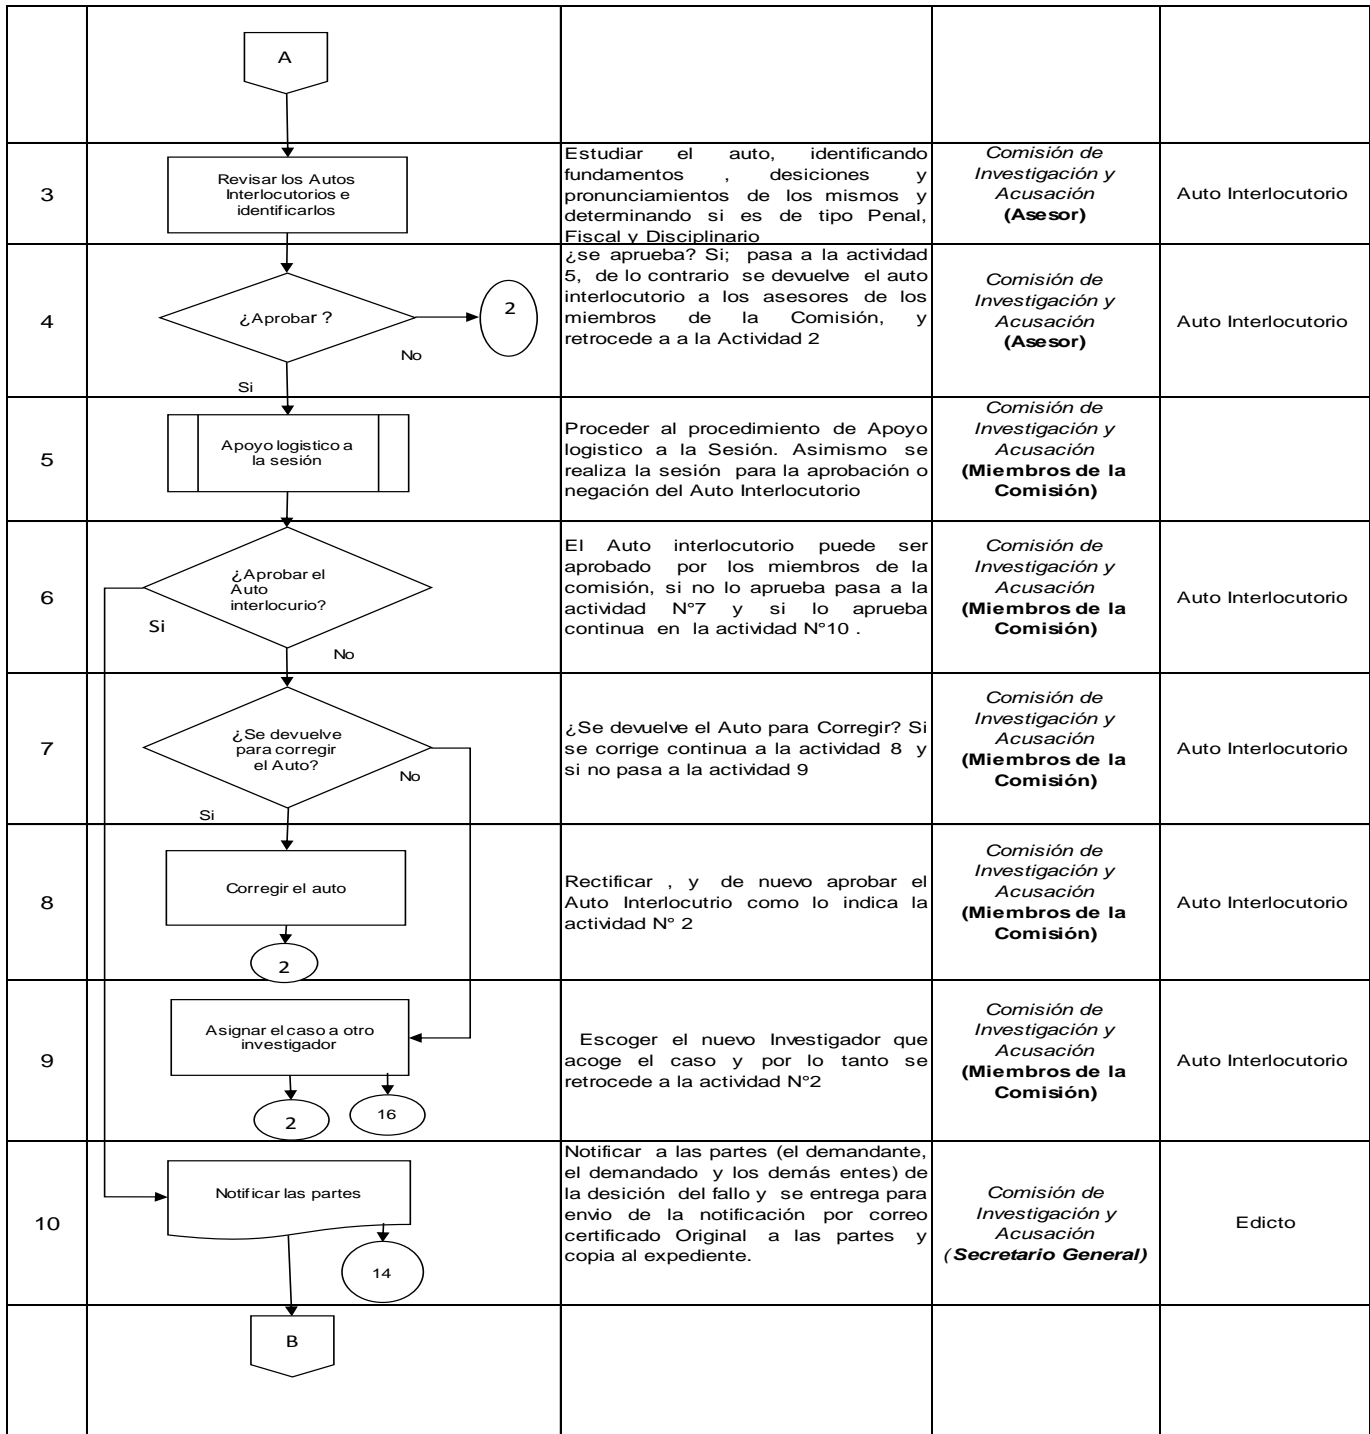 A
3
Revisar los Autos
Interlocutorios e
identificarlos
Estudiar el auto, identificando
fundamentos , desiciones y
pronunciamientos de los mismos y
determinando si es de tipo Penal,
Fiscal y Disciplinario
Comisión de
Investigación y
Acusación
(Asesor)
Auto Interlocutorio
4
¿Aprobar ?
2
No
Si
¿se aprueba? Si; pasa a la actividad
5, de lo contrario se devuelve el auto
interlocutorio a los asesores de los
miembros de la Comisión, y
retrocede a a la Actividad 2
Comisión de
Investigación y
Acusación
(Asesor)
Auto Interlocutorio
5
Apoyo logistico a
la sesión
Proceder al procedimiento de Apoyo
logistico a la Sesión. Asimismo se
realiza la sesión para la aprobación o
negación del Auto Interlocutorio
Comisión de
Investigación y
Acusación
(Miembros de la
Comisión)
6
¿Aprobar el
Auto
interlocurio?
Si
No
El Auto interlocutorio puede ser
aprobado por los miembros de la
comisión, si no lo aprueba pasa a la
actividad N°7 y si lo aprueba
continua en la actividad N°10 .
Comisión de
Investigación y
Acusación
(Miembros de la
Comisión)
Auto Interlocutorio
7
¿Se devuelve
para corregir
el Auto?
No
Si
¿Se devuelve el Auto para Corregir? Si
se corrige continua a la actividad 8 y
si no pasa a la actividad 9
Comisión de
Investigación y
Acusación
(Miembros de la
Comisión)
Auto Interlocutorio
8
Corregir el auto
2
Rectificar , y de nuevo aprobar el
Auto Interlocutrio como lo indica la
actividad N° 2
Comisión de
Investigación y
Acusación
(Miembros de la
Comisión)
Auto Interlocutorio
9
Asignar el caso a otro
investigador
2
16
Escoger el nuevo Investigador que
acoge el caso y por lo tanto se
retrocede a la actividad N°2
Comisión de
Investigación y
Acusación
(Miembros de la
Comisión)
Auto Interlocutorio
10
Notificar las partes
14
Notificar a las partes (el demandante,
el demandado y los demás entes) de
la desición del fallo y se entrega para
envio de la notificación por correo
certificado Original a las partes y
copia al expediente.
Comisión de
Investigación y
Acusación
(Secretario General)
Edicto
B